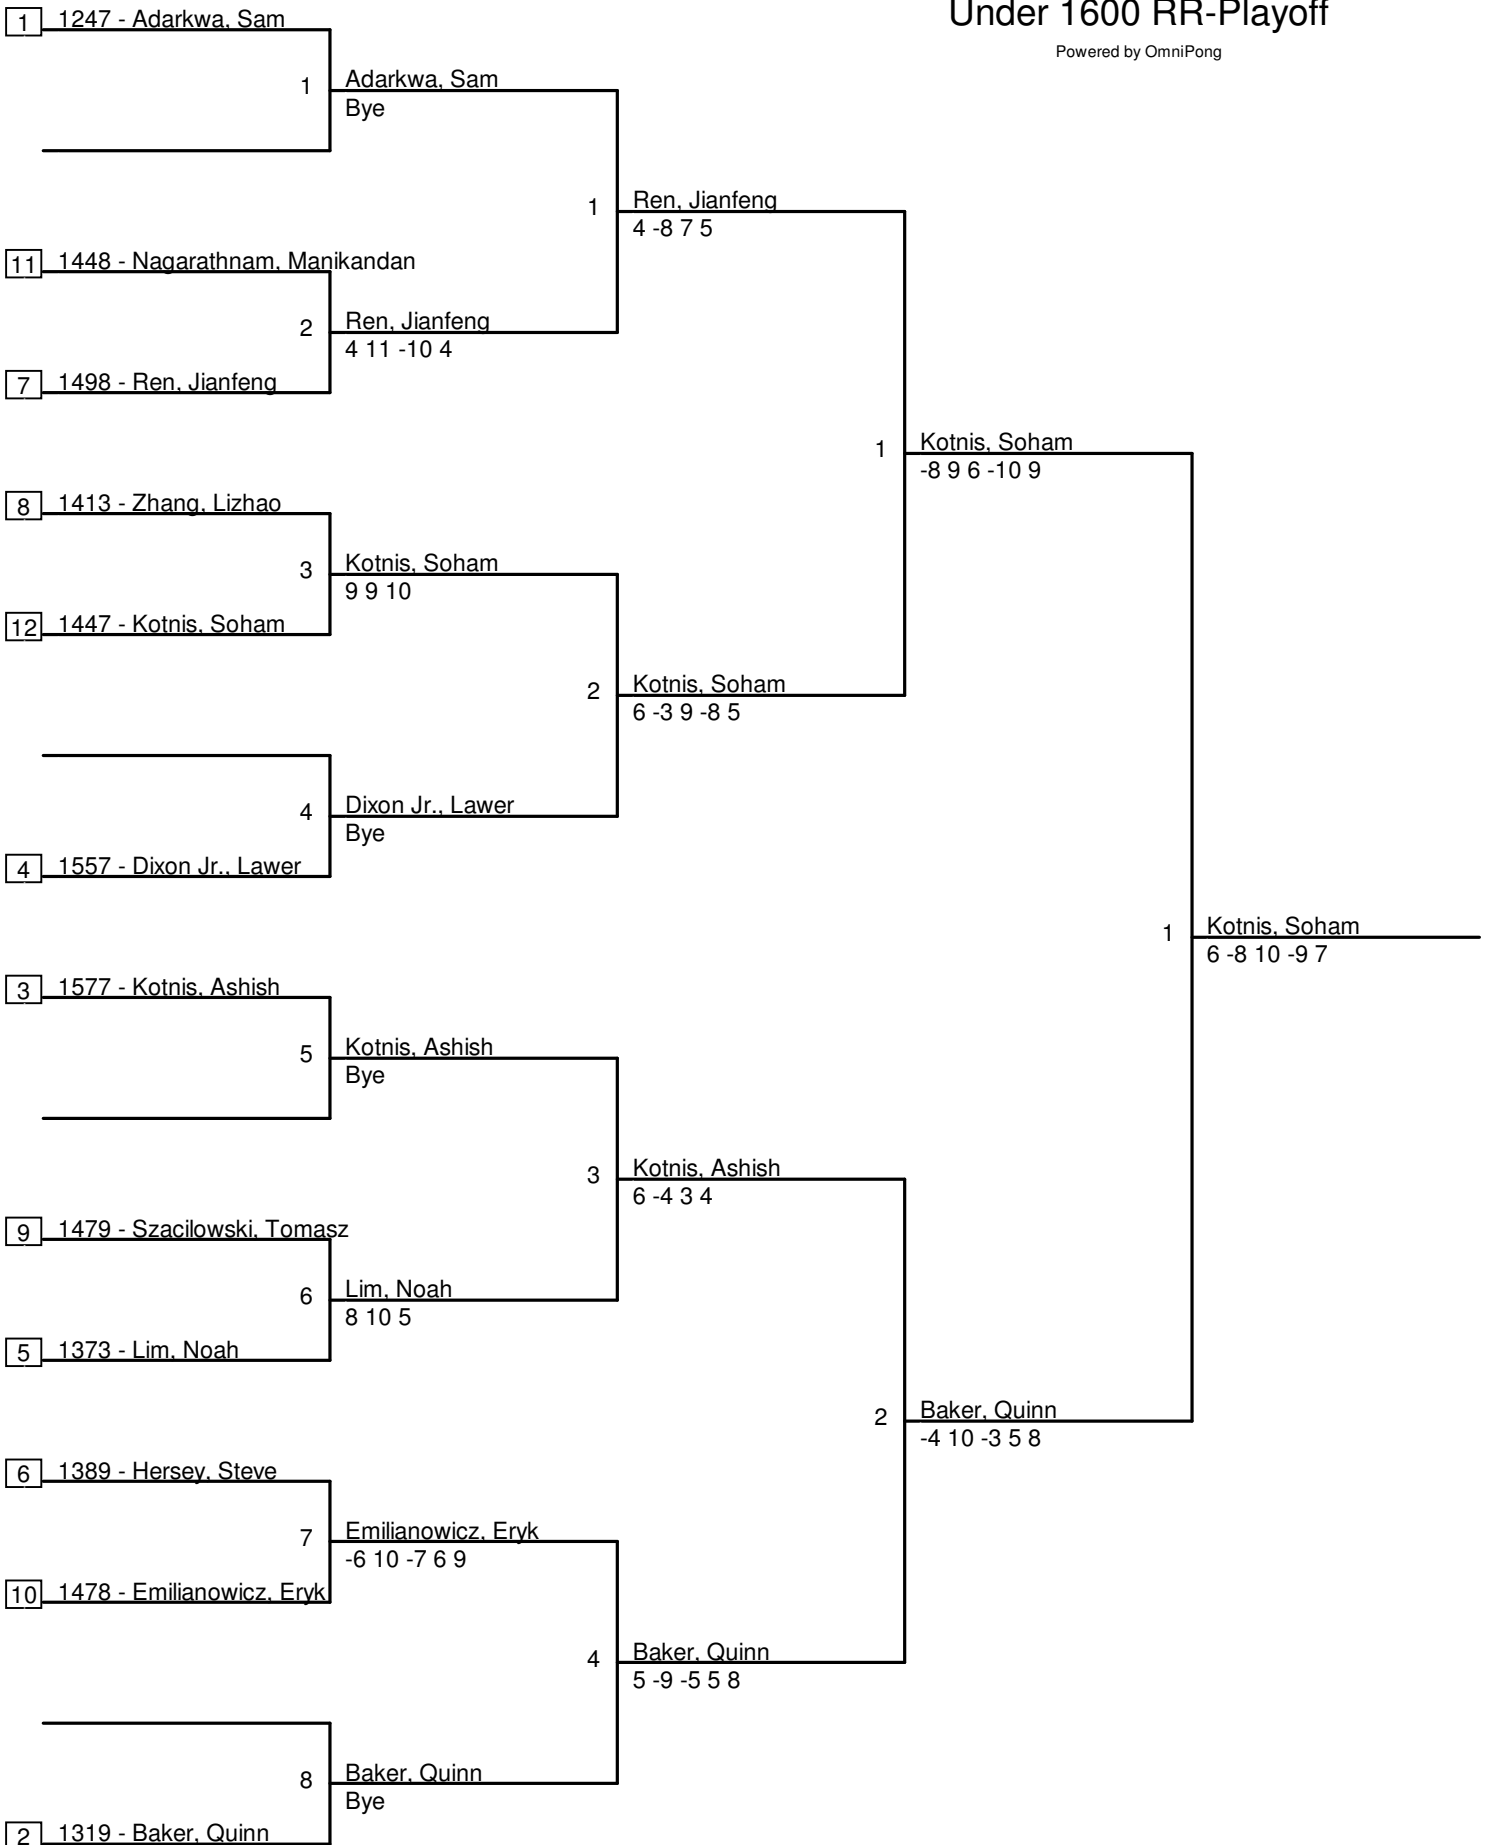 Under 1600 RR-Playoff
Powered by OmniPong
1 1247 - Adarkwa, Sam
1 Adarkwa, Sam
Bye
1 Ren, Jianfeng
4 -8 7 5
11 1448 - Nagarathnam, Manikandan
2 Ren, Jianfeng
4 11 -10 4
7 1498 - Ren, Jianfeng
1 Kotnis, Soham
-8 9 6 -10 9
8 1413 - Zhang, Lizhao
3 Kotnis, Soham
9 9 10
12 1447 - Kotnis, Soham
2 Kotnis, Soham
6 -3 9 -8 5
4 Dixon Jr., Lawer
Bye
4 1557 - Dixon Jr., Lawer
1 Kotnis, Soham
6 -8 10 -9 7
3 1577 - Kotnis, Ashish
5 Kotnis, Ashish
Bye
3 Kotnis, Ashish
6 -4 3 4
9 1479 - Szacilowski, Tomasz
6 Lim, Noah
8 10 5
5 1373 - Lim, Noah
2 Baker, Quinn
-4 10 -3 5 8
6 1389 - Hersey, Steve
7 Emilianowicz, Eryk
-6 10 -7 6 9
10 1478 - Emilianowicz, Eryk
4 Baker, Quinn
5 -9 -5 5 8
8 Baker, Quinn
Bye
2 1319 - Baker, Quinn